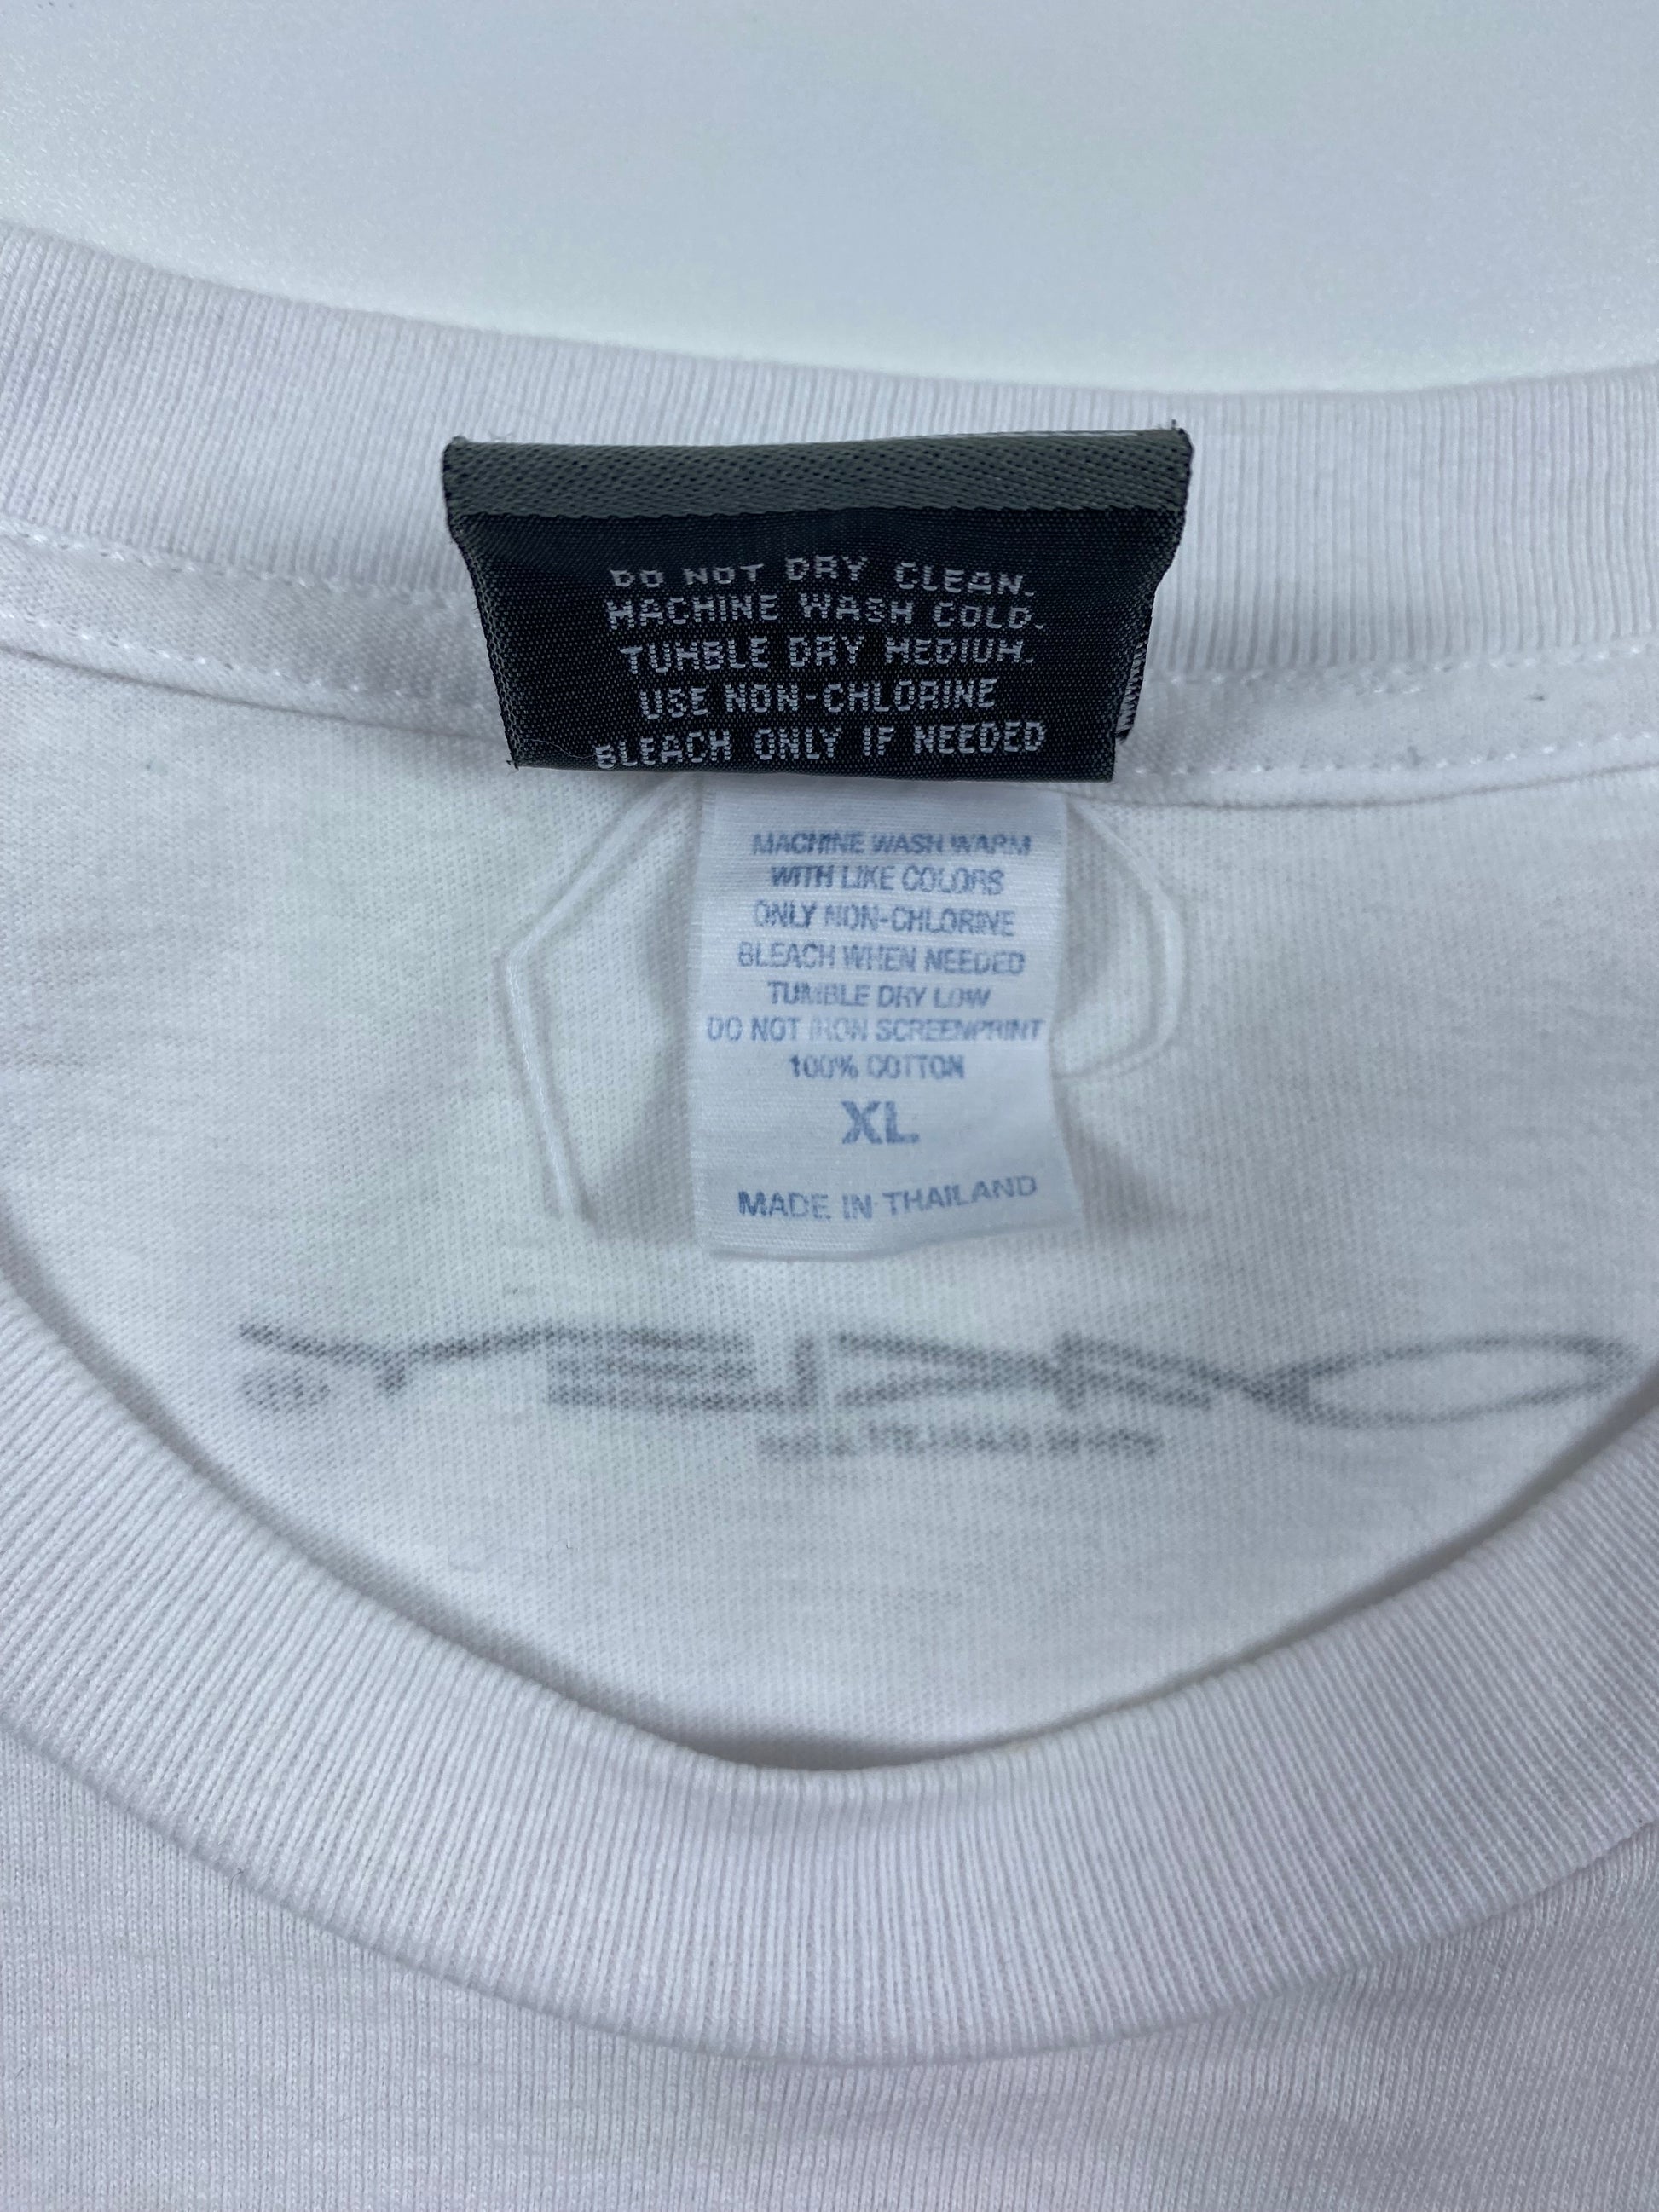 DO NOT DRY CLEAN.
MACHINE WASH COLD.
TUMBLE DRY MEDIUM.
USE NON-CHLORINE
BLEACH ONLY IF NEEDED
MACHINE WASH WARM
WITH LIKE COLORS
ONLY NON-CHLORINE
BLEACH WHEN NEEDED
TUMBLE DRY LOW
DO NOT IRON SCREENPRINT
100% COTTON
XL
MADE IN THAILAND